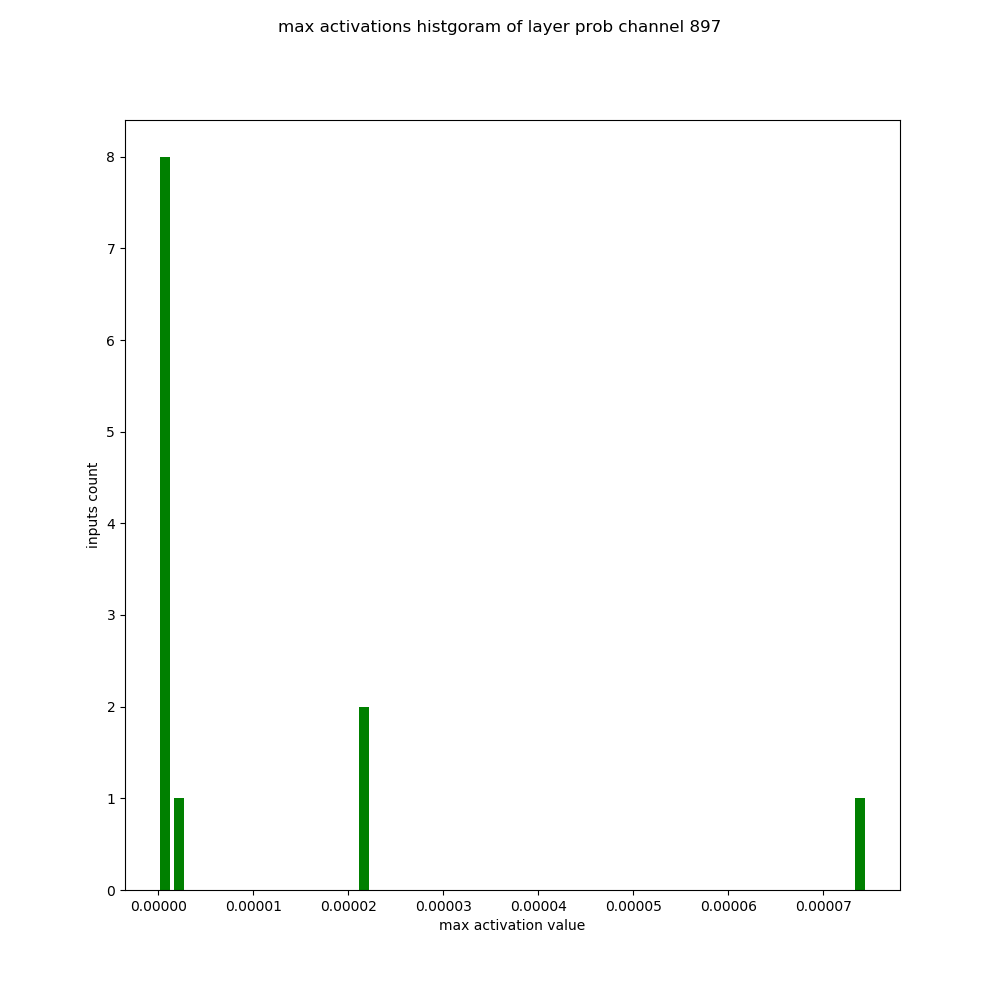 max activations histgoram of layer prob channel 897
8
7
6
5
4
3
2
1
0
inputs count
0.00000 0.00001 0.00002 0.00003 0.00004 0.00005 0.00006 0.00007
max activation value